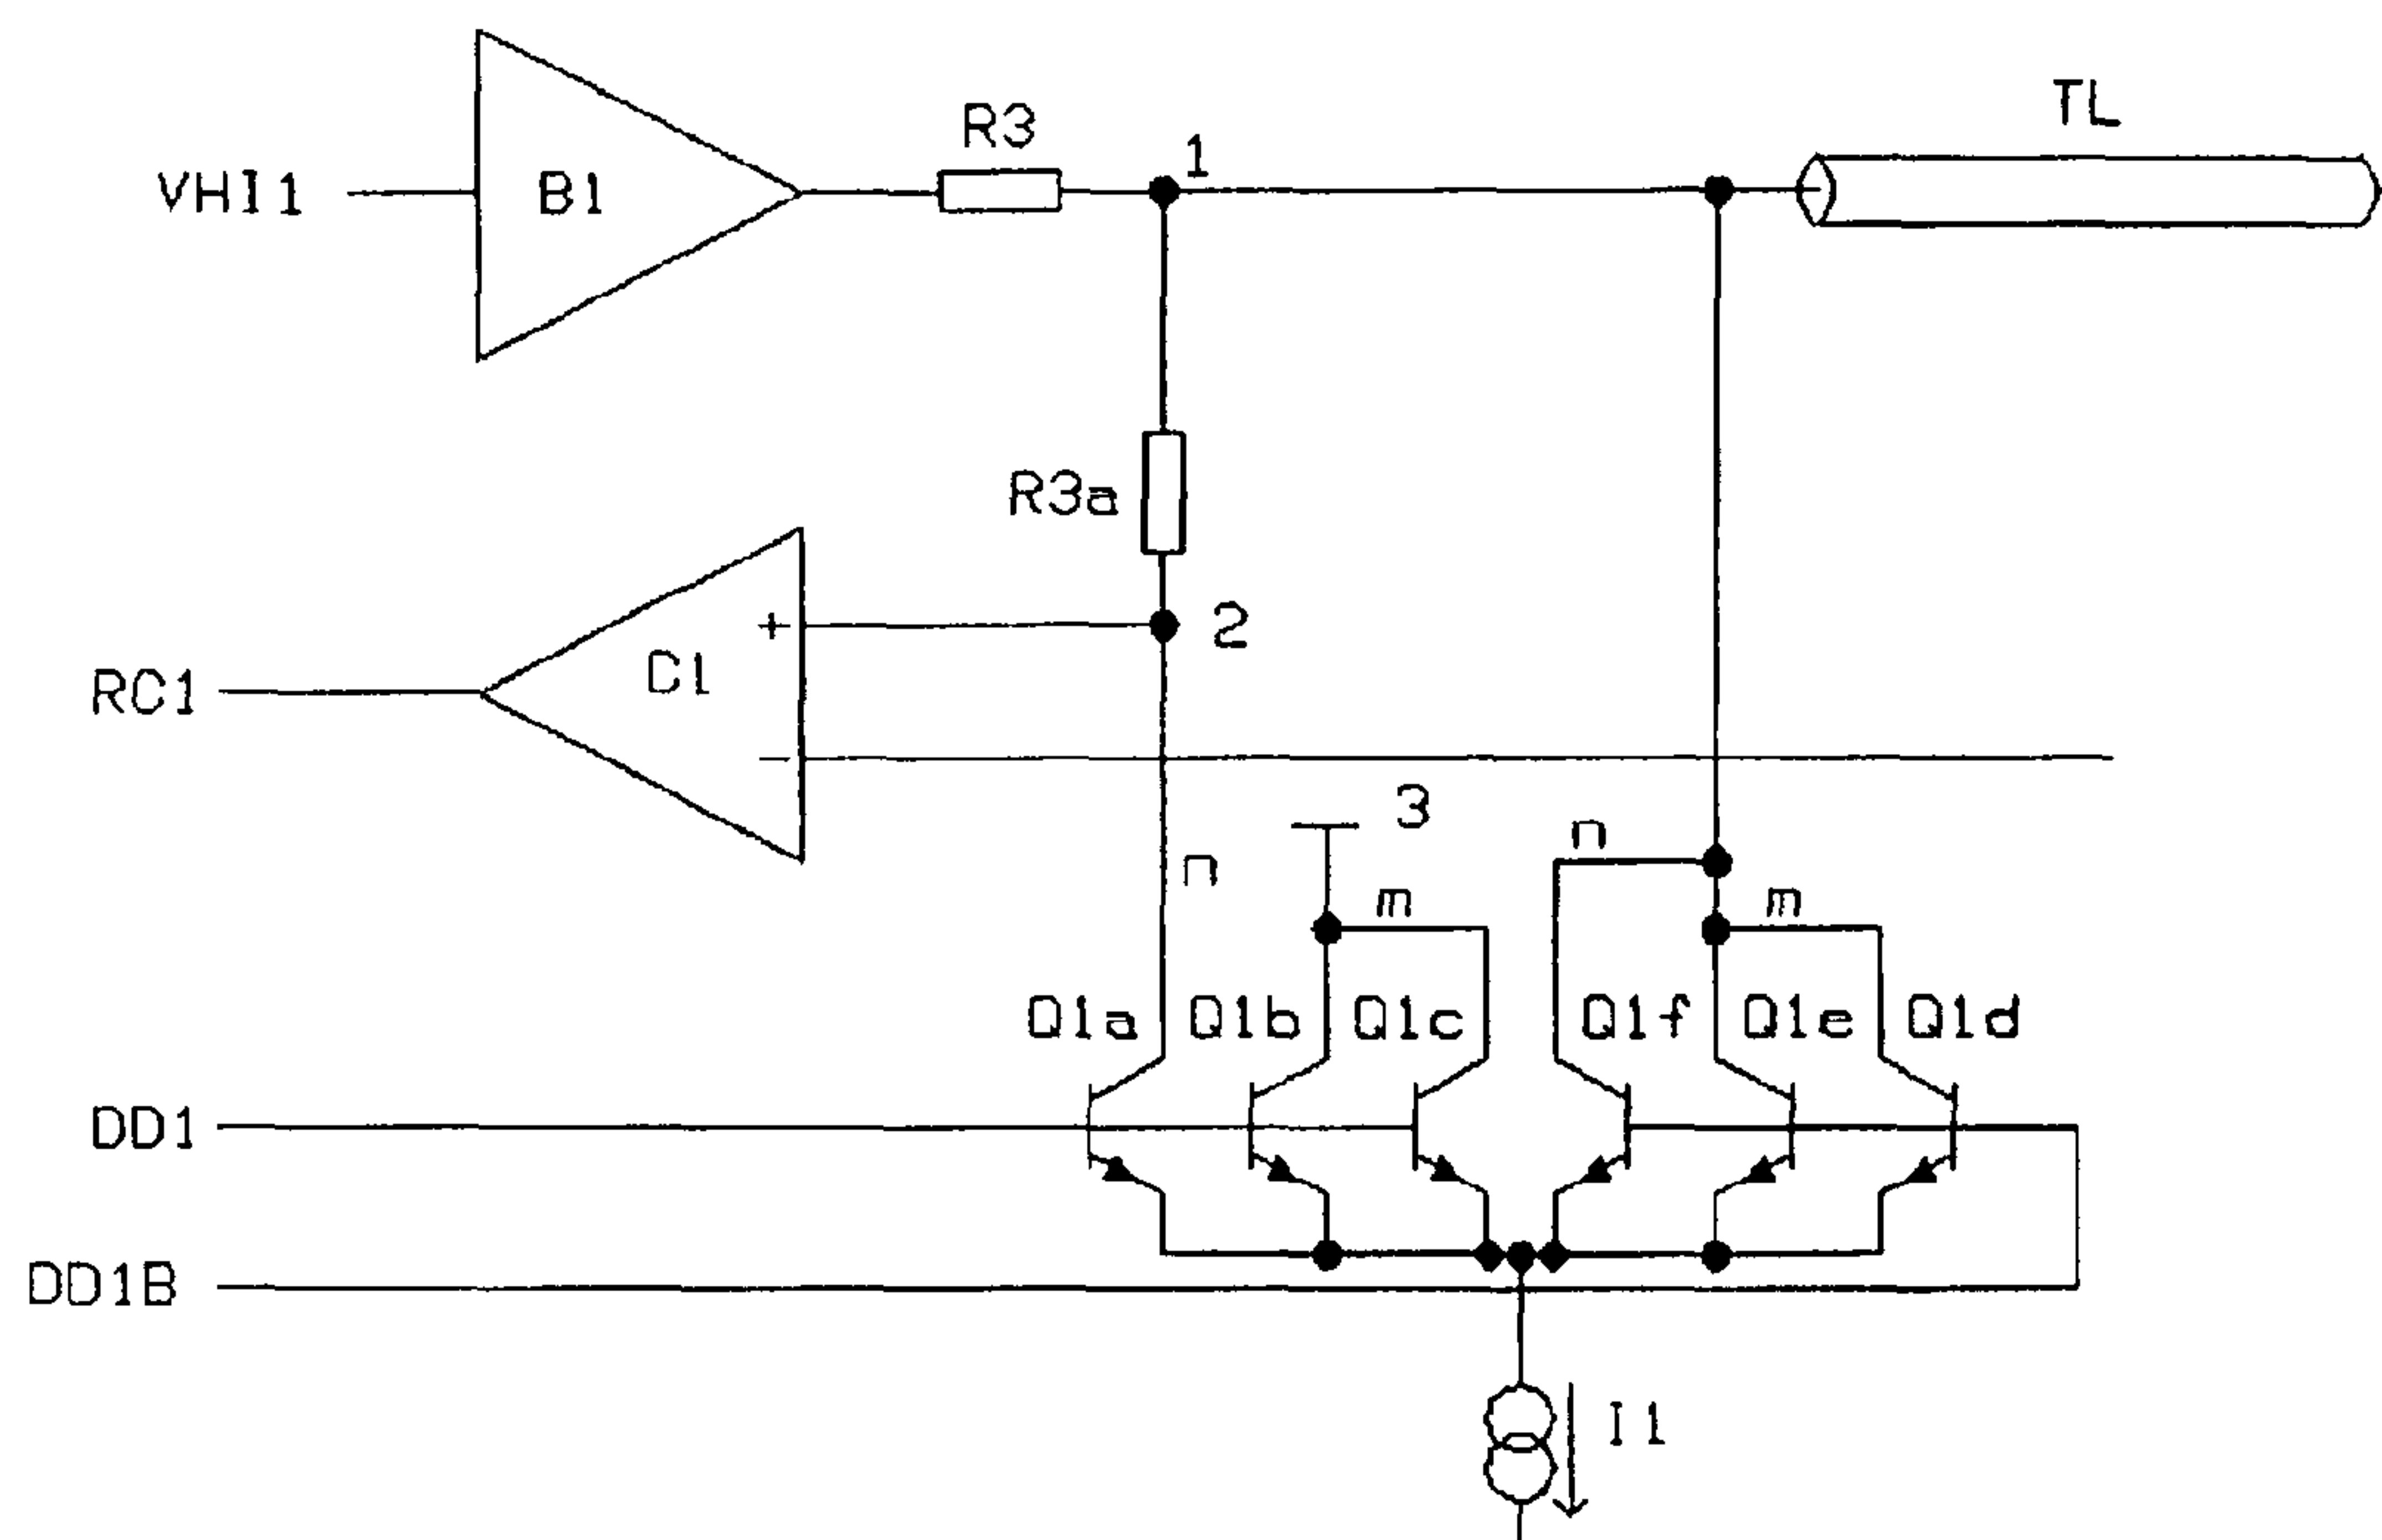 TL
R3
1
VHI1
B1
R3a
+
2
C1
RC1
-
3
n
n
m
m
Q1a
Q1b
Q1c
Q1f
Q1e
Q1d
DD1
DD1B
I1